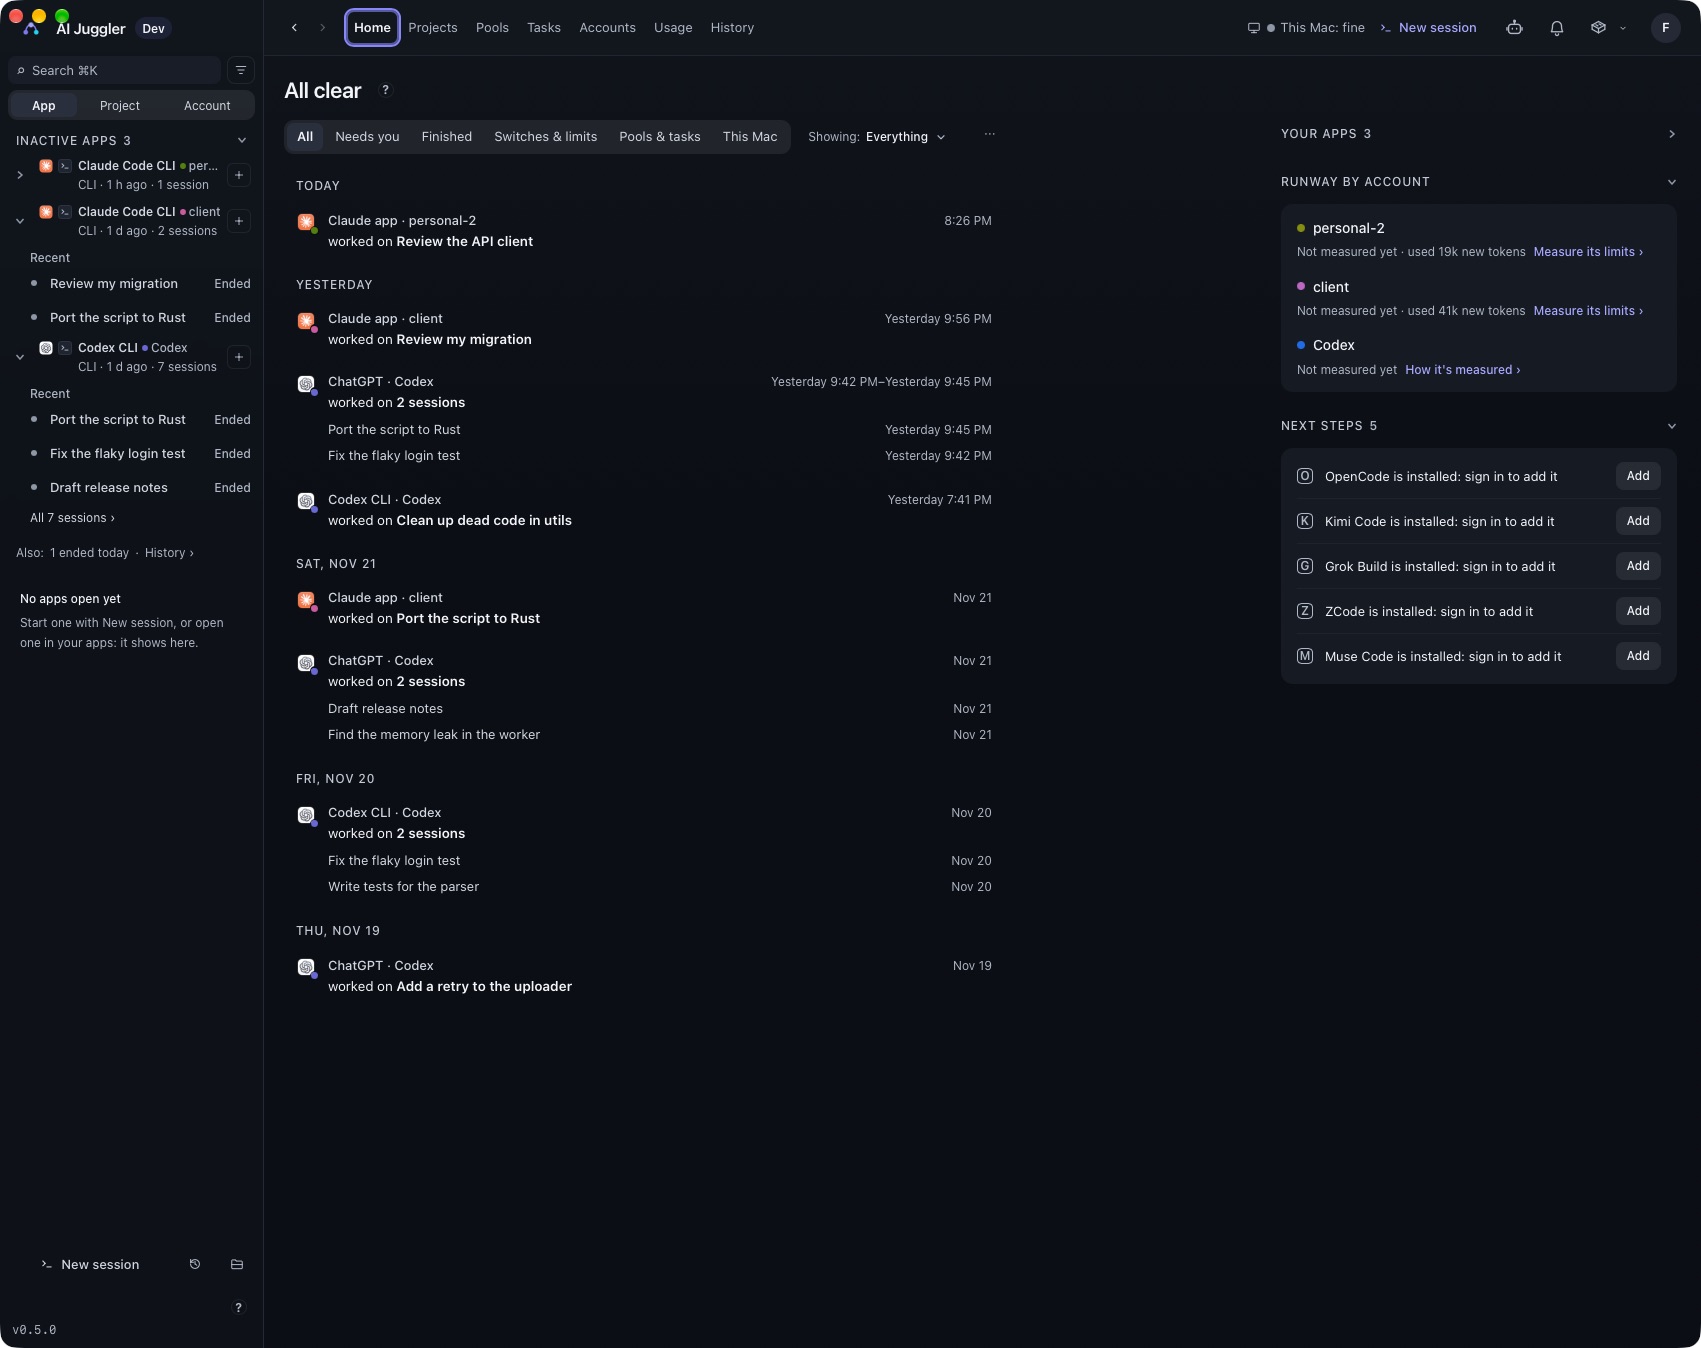 AI Juggler Dev
Search ⌘K
App Project Account
INACTIVE APPS 3
Claude Code CLI per...
CLI · 1 h ago · 1 session
Claude Code CLI client
CLI · 1 d ago · 2 sessions
Recent
Review my migration Ended
Port the script to Rust Ended
Codex CLI Codex
CLI · 1 d ago · 7 sessions
Recent
Port the script to Rust Ended
Fix the flaky login test Ended
Draft release notes Ended
All 7 sessions ›
Also: 1 ended today · History ›
No apps open yet
Start one with New session, or open
one in your apps: it shows here.
New session
?
v0.5.0
Home Projects Pools Tasks Accounts Usage History
This Mac: fine New session F
All clear ?
All Needs you Finished Switches & limits Pools & tasks This Mac Showing: Everything ...
TODAY
Claude app · personal-2 8:26 PM
worked on Review the API client
YESTERDAY
Claude app · client Yesterday 9:56 PM
worked on Review my migration
ChatGPT · Codex Yesterday 9:42 PM–Yesterday 9:45 PM
worked on 2 sessions
Port the script to Rust Yesterday 9:45 PM
Fix the flaky login test Yesterday 9:42 PM
Codex CLI · Codex Yesterday 7:41 PM
worked on Clean up dead code in utils
SAT, NOV 21
Claude app · client Nov 21
worked on Port the script to Rust
ChatGPT · Codex Nov 21
worked on 2 sessions
Draft release notes Nov 21
Find the memory leak in the worker Nov 21
FRI, NOV 20
Codex CLI · Codex Nov 20
worked on 2 sessions
Fix the flaky login test Nov 20
Write tests for the parser Nov 20
THU, NOV 19
ChatGPT · Codex Nov 19
worked on Add a retry to the uploader
YOUR APPS 3
RUNWAY BY ACCOUNT
personal-2
Not measured yet · used 19k new tokens Measure its limits ›
client
Not measured yet · used 41k new tokens Measure its limits ›
Codex
Not measured yet How it's measured ›
NEXT STEPS 5
O OpenCode is installed: sign in to add it Add
K Kimi Code is installed: sign in to add it Add
G Grok Build is installed: sign in to add it Add
Z ZCode is installed: sign in to add it Add
M Muse Code is installed: sign in to add it Add